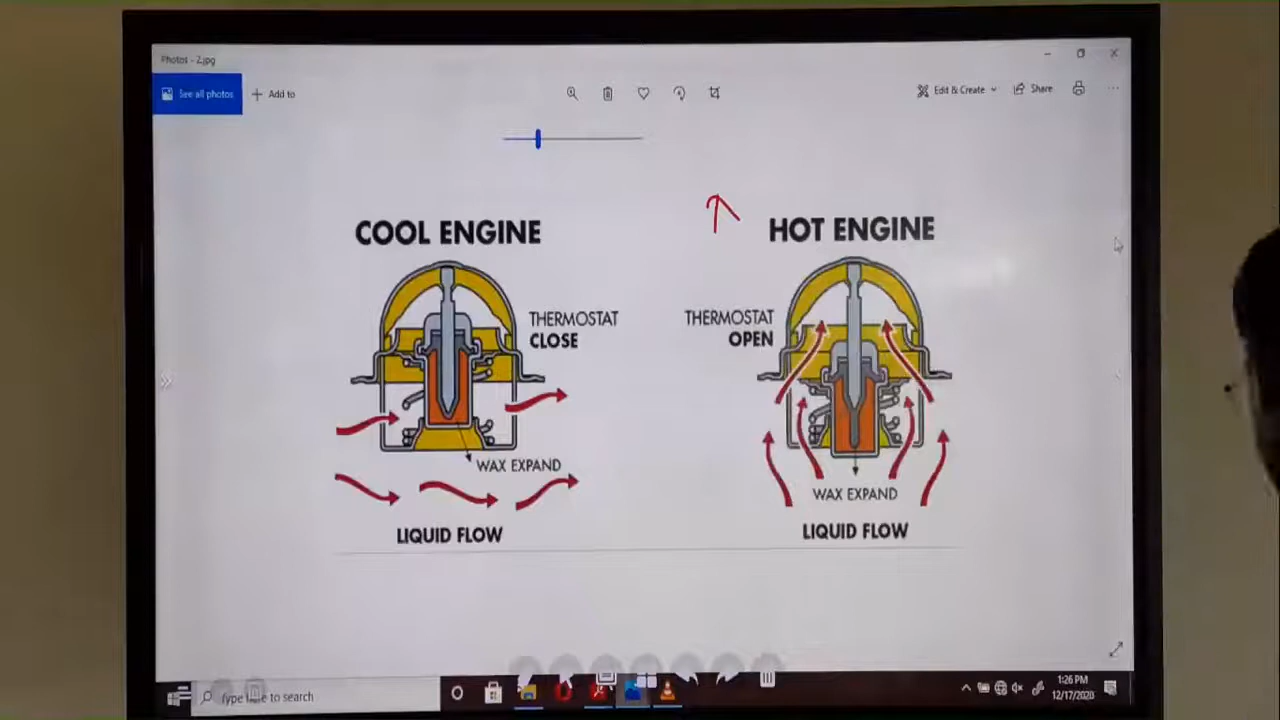 Photos - 2.jpg
See all photos
Add to
Edit & Create
Share
COOL ENGINE
HOT ENGINE
THERMOSTAT
CLOSE
THERMOSTAT
OPEN
WAX EXPAND
WAX EXPAND
LIQUID FLOW
LIQUID FLOW
Type here to search
1:26 PM
12/17/2020